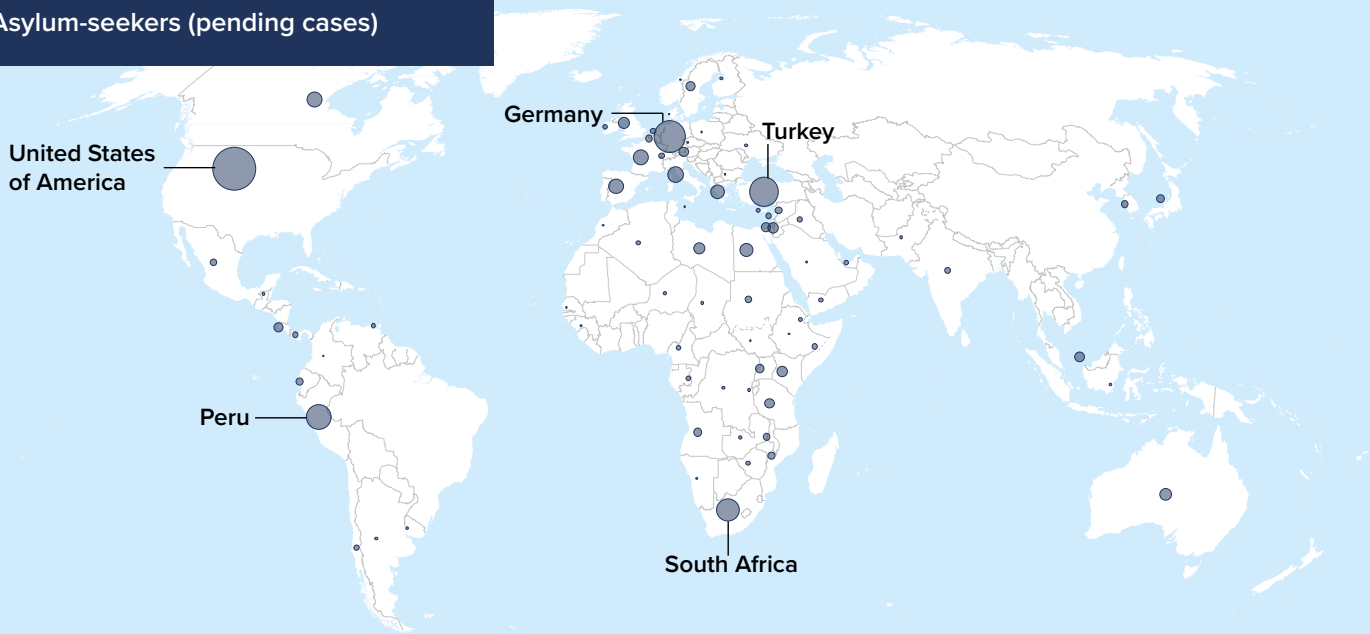 Asylum-seekers (pending cases)
Germany
Turkey
United States
of America
Peru
South Africa